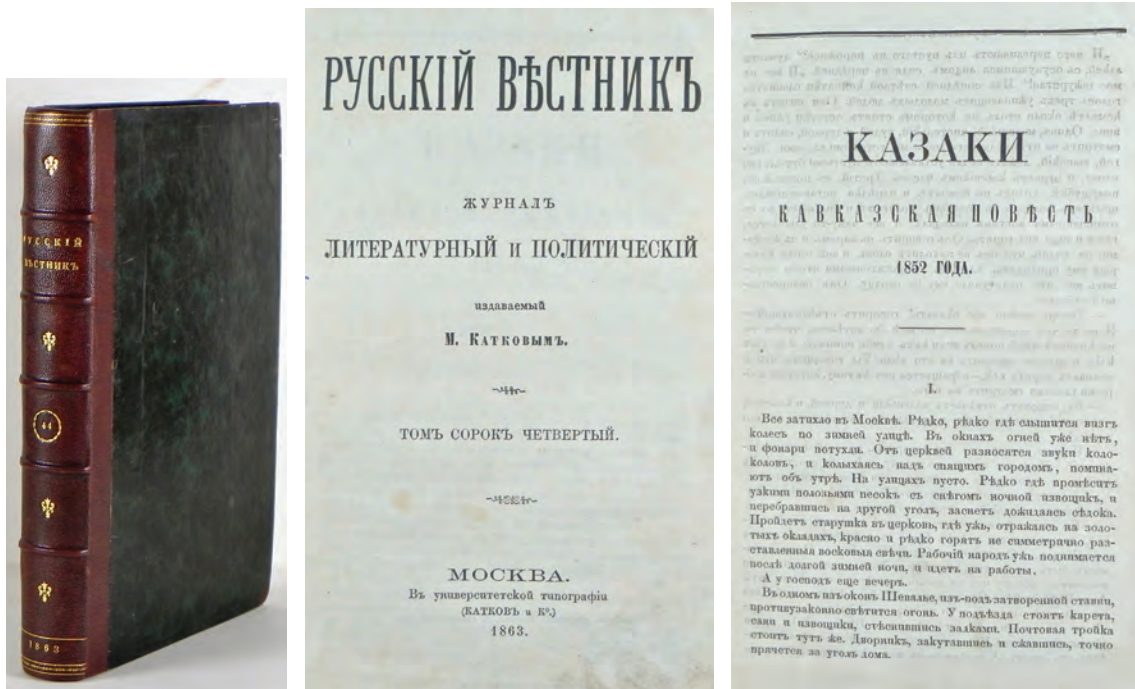 РУССКІЙ
ВѢСТНИКЪ
44
1863
РУССКІЙ ВѢСТНИКЪ
ЖУРНАЛЪ
ЛИТЕРАТУРНЫЙ и ПОЛИТИЧЕСКІЙ
издаваемый
М. Катковымъ.
ТОМЪ СОРОКЪ ЧЕТВЕРТЫЙ.
МОСКВА.
Въ университетской типографіи
(КАТКОВЪ и К°.)
1863.
КАЗАКИ
КАВКАЗСКАЯ ПОВѢСТЬ
1852 ГОДА.
I.
Все затихло въ Москвѣ. Рѣдко, рѣдко гдѣ слышится визгъ
колесъ по зимней улицѣ. Въ окнахъ огней уже нѣтъ,
и фонари потухли. Отъ церквей разносятся звуки коло-
коловъ, и колыхаясь надъ спящимъ городомъ, помина-
ютъ объ утрѣ. На улицахъ пусто. Рѣдко гдѣ промѣситъ
узкими полозьями песокъ съ снѣгомъ ночной извощикъ, и
перебравшись на другой уголъ, заснетъ дожидаясь сѣдока.
Пройдетъ старушка въ церковь, гдѣ ужь, отражаясь на золо-
тыхъ окладахъ, красно и рѣдко горятъ не симметрично раз-
ставленныя восковыя свѣчи. Рабочій народъ ужь поднимается
послѣ долгой зимней ночи, и идетъ на работы.
А у господъ еще вечеръ.
Въ одномъ изъ оконъ Шевалье, изъ-подъ затворенной ставни,
противузаконно свѣтится огонь. У подъѣзда стоятъ карета,
сани и извощики, стѣснившись задками. Почтовая тройка
стоитъ тутъ же. Дворникъ, закутавшись и сжавшись, точно
прячется за уголъ дома.